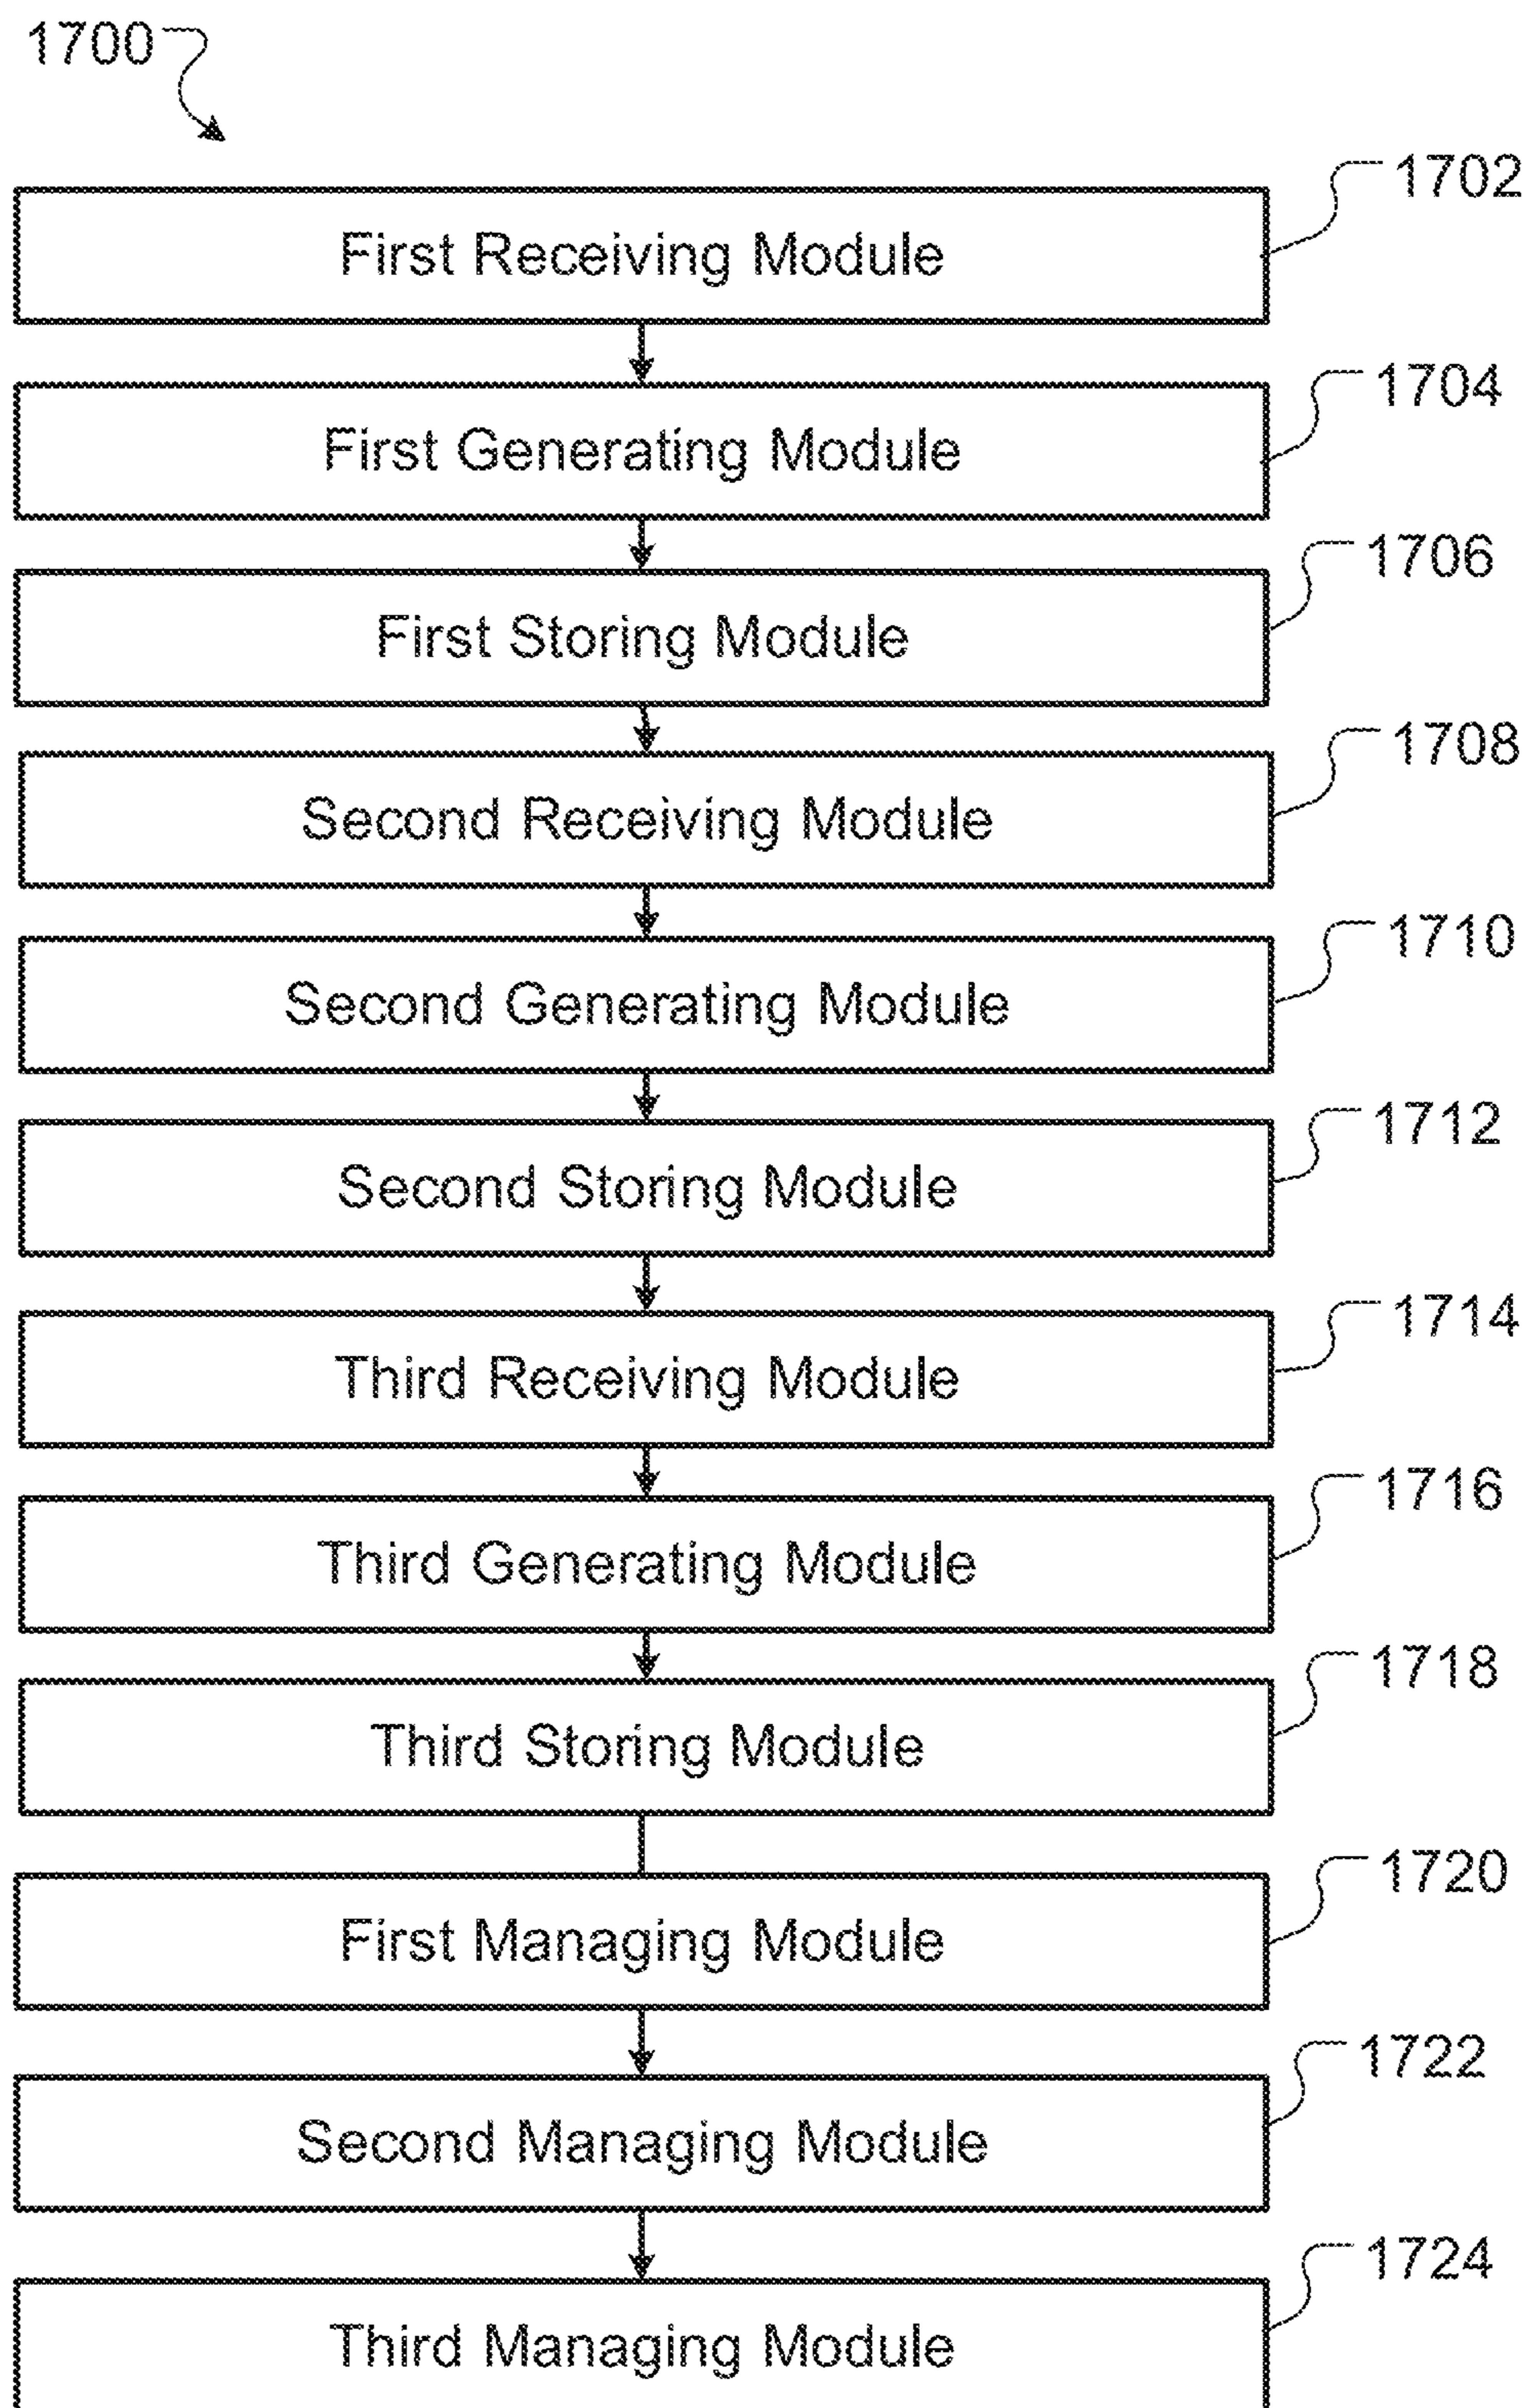 1700
1702
First Receiving Module
1704
First Generating Module
1706
First Storing Module
1708
Second Receiving Module
1710
Second Generating Module
1712
Second Storing Module
1714
Third Receiving Module
1716
Third Generating Module
1718
Third Storing Module
1720
First Managing Module
1722
Second Managing Module
1724
Third Managing Module